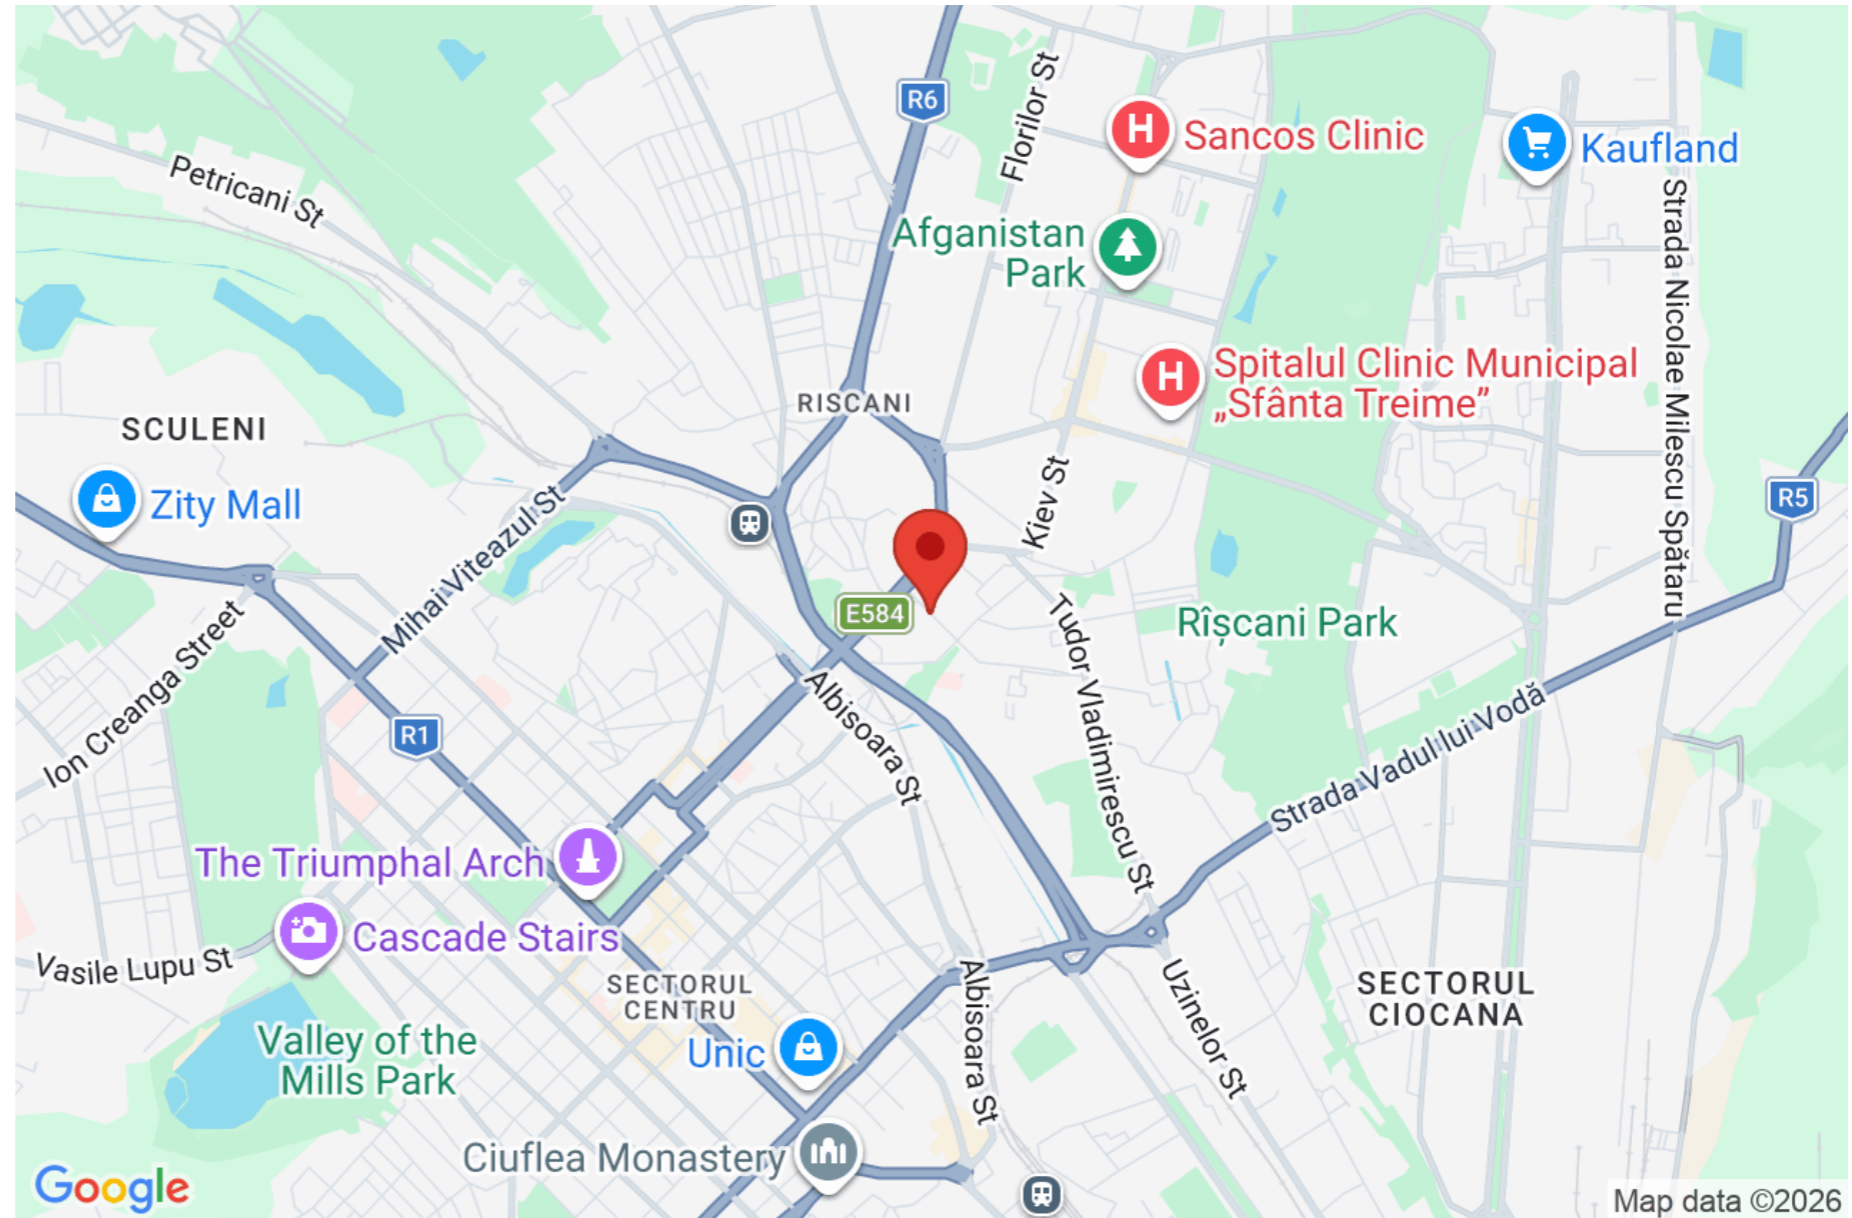 R6
Florilor St
Sancos Clinic
Kaufland
Petricani St
Afganistan
Park
Strada Nicolae Milescu Spătaru
Spitalul Clinic Municipal
„Sfânta Treime”
RISCANI
SCULENI
Zity Mall
Kiev St
R5
Mihai Viteazul St
E584
Rîșcani Park
Ion Creanga Street
Tudor Vladimirescu St
R1
Albisoara St
Strada Vadul lui Vodă
The Triumphal Arch
Cascade Stairs
Vasile Lupu St
SECTORUL
CENTRU
Albisoara St
Uzinelor St
SECTORUL
CIOCANA
Valley of the
Mills Park
Unic
Ciuflea Monastery
Google
Map data ©2026